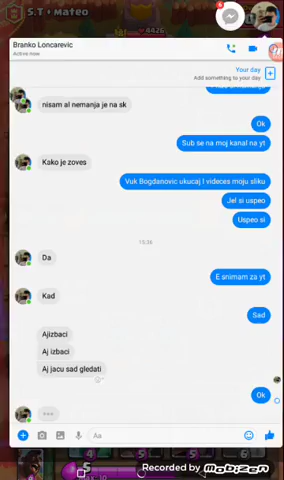 S.T + Mateo
4426
6
Branko Loncarevic
Active now
Your day
Add something to your day
nisam al nemanja je na sk
Ok
Sub se na moj kanal na yt
Kako je zoves
Vuk Bogdanovic ukucaj I videces moju sliku
Jel si uspeo
Uspeo si
15:36
Da
E snimam za yt
Kad
Sad
Ajizbaci
Aj izbaci
Aj jacu sad gledati
Ok
Aa
5
Recorded by mobizen